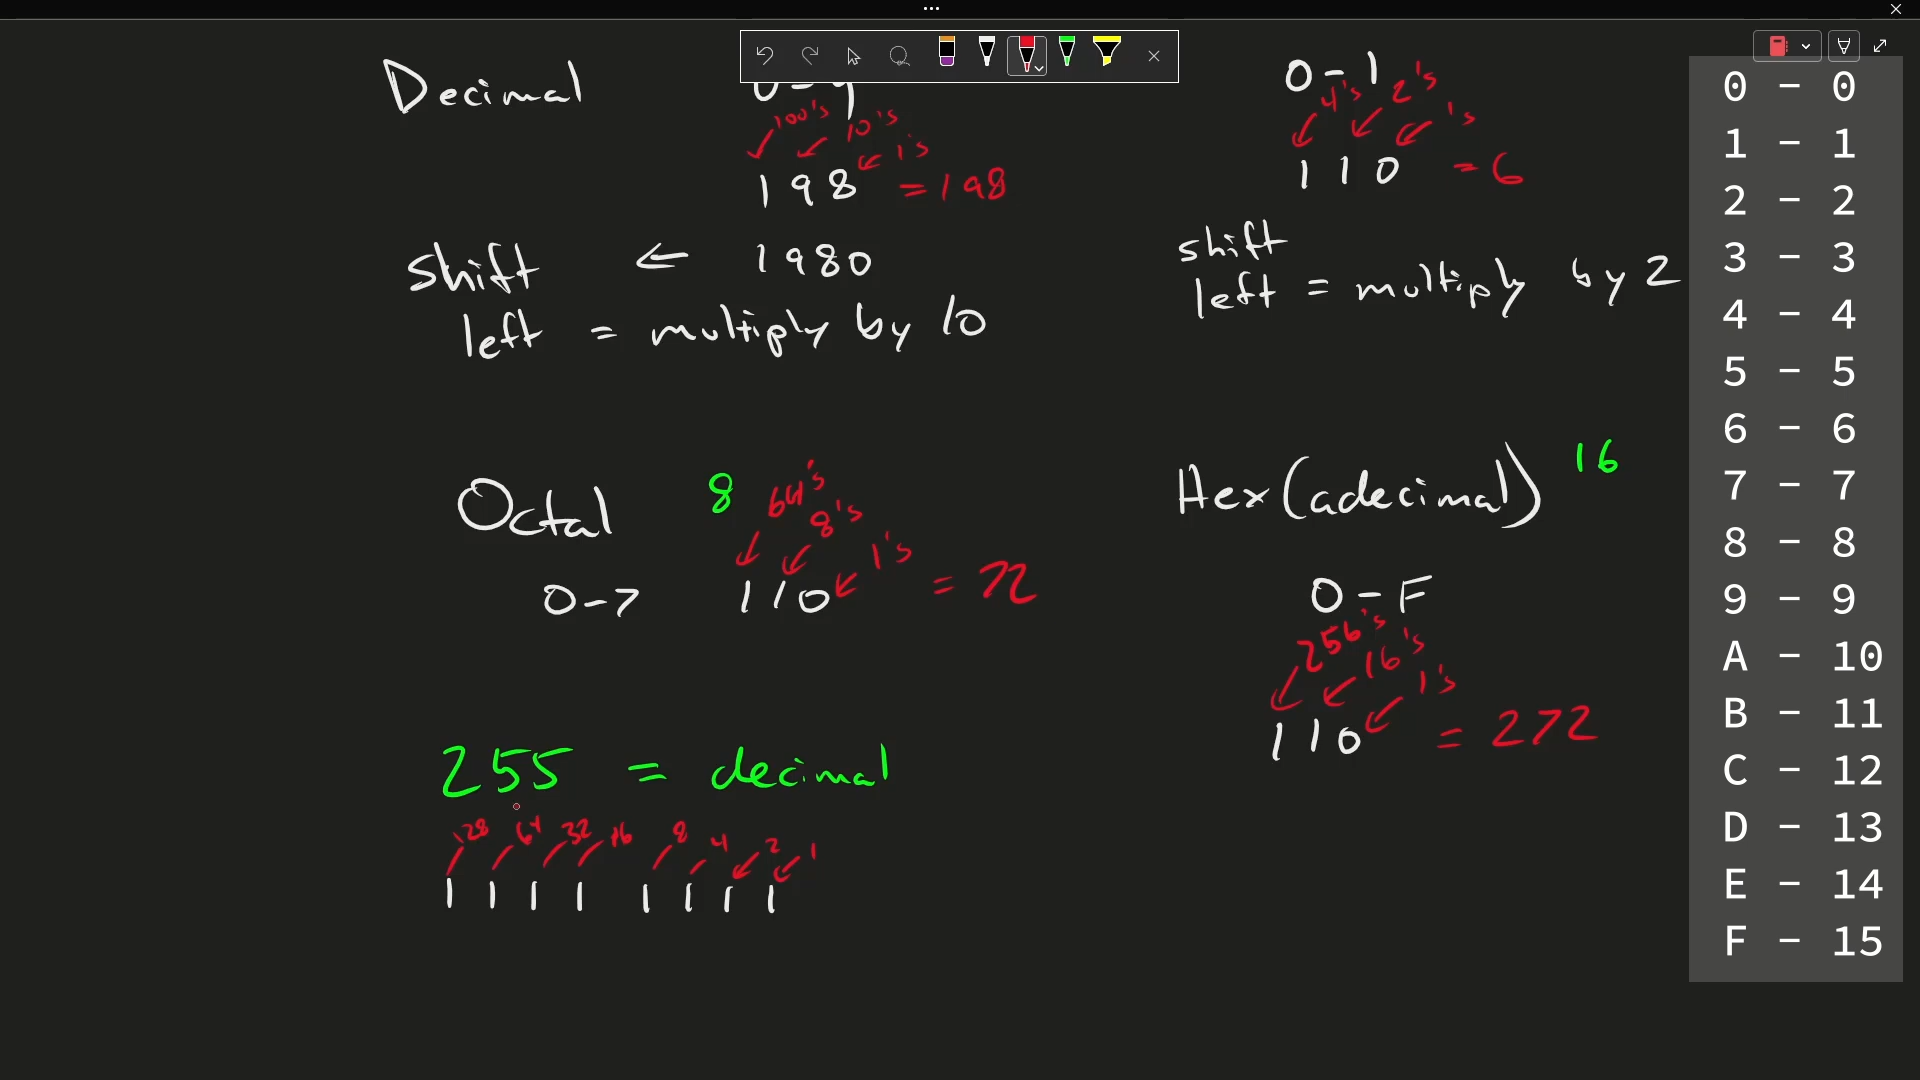 Decimal
0-9
100's 10's 1's
198 = 198
shift ← 1980
left = multiply by 10
0-1
4's 2's 1's
110 = 6
shift
left = multiply by 2
Octal 8
64's 8's 1's
0-7 110 = 72
Hex(adecimal) 16
0-F
256's 16's 1's
110 = 272
255 = decimal
128 64 32 16 8 4 2 1
1 1 1 1 1 1 1 1
0 - 0
1 - 1
2 - 2
3 - 3
4 - 4
5 - 5
6 - 6
7 - 7
8 - 8
9 - 9
A - 10
B - 11
C - 12
D - 13
E - 14
F - 15